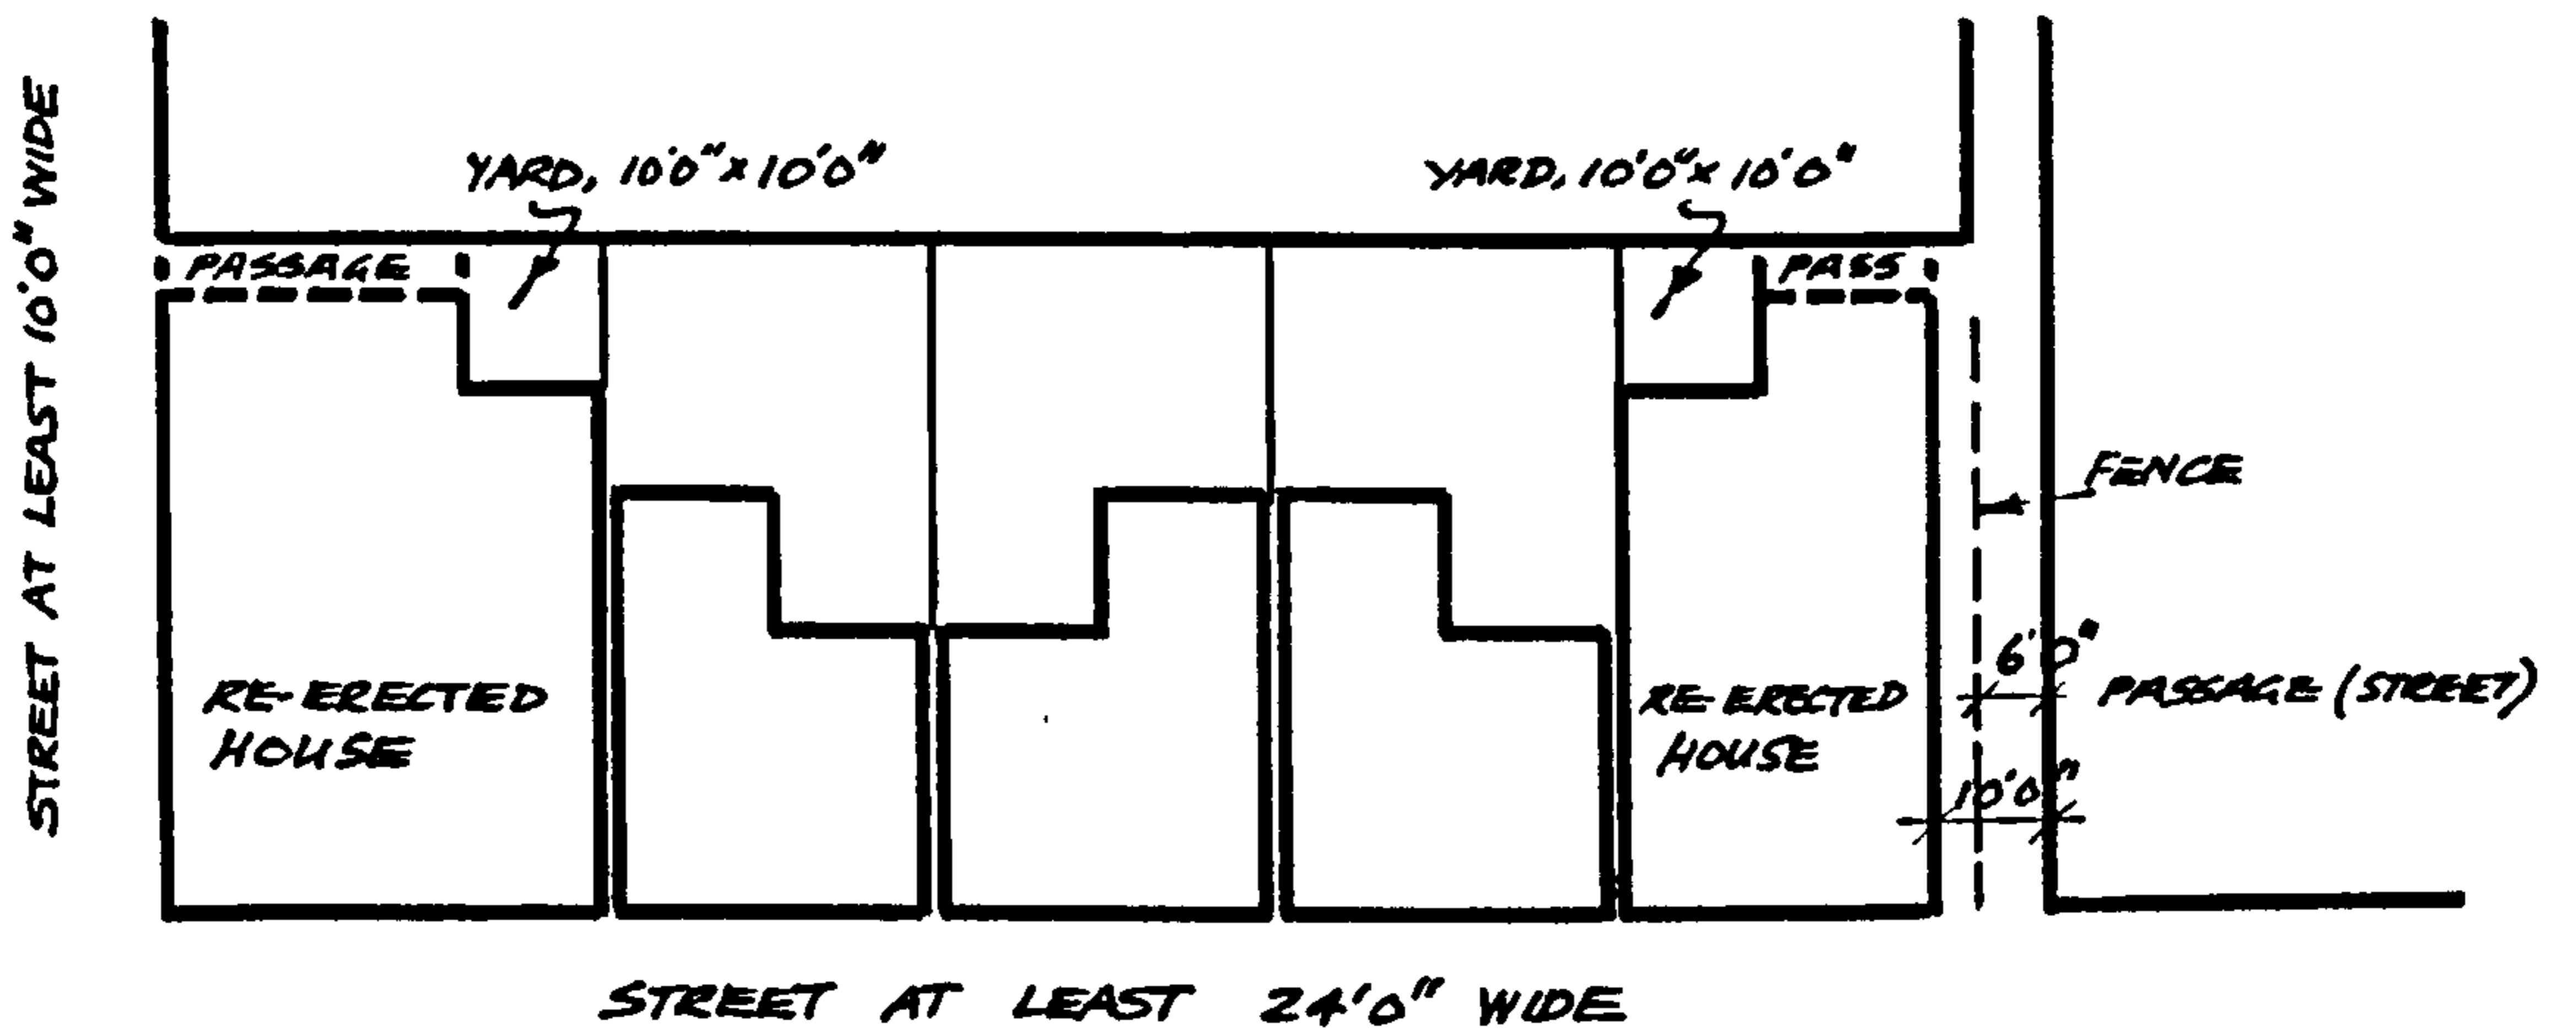 STREET AT LEAST 10'0" WIDE
YARD, 10'0" x 10'0"
YARD, 10'0" x 10'0"
PASSAGE
PASS
FENCE
6'0"
RE-ERECTED
HOUSE
RE-ERECTED
HOUSE
PASSAGE (STREET)
10'0"
STREET AT LEAST 24'0" WIDE